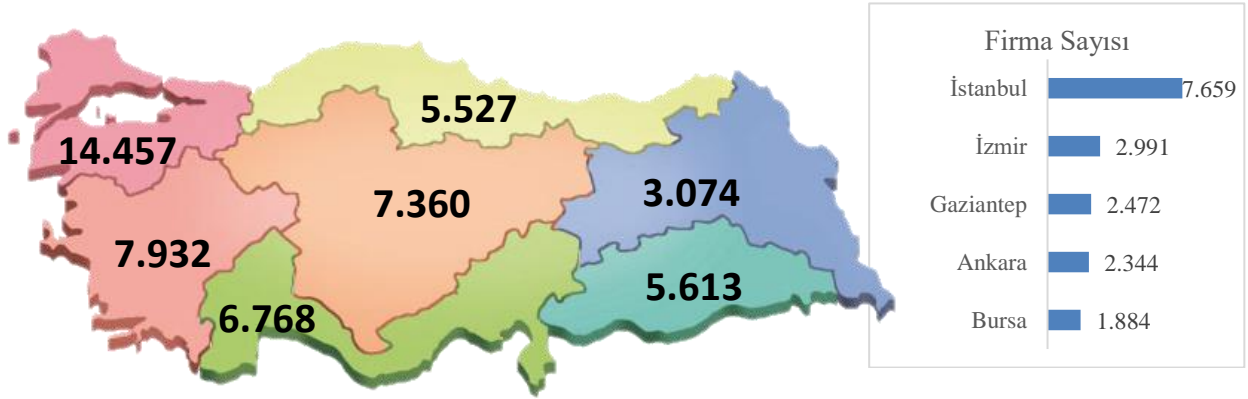 5.527
14.457
7.360
3.074
7.932
5.613
6.768
Firma Sayısı
İstanbul 7.659
İzmir 2.991
Gaziantep 2.472
Ankara 2.344
Bursa 1.884